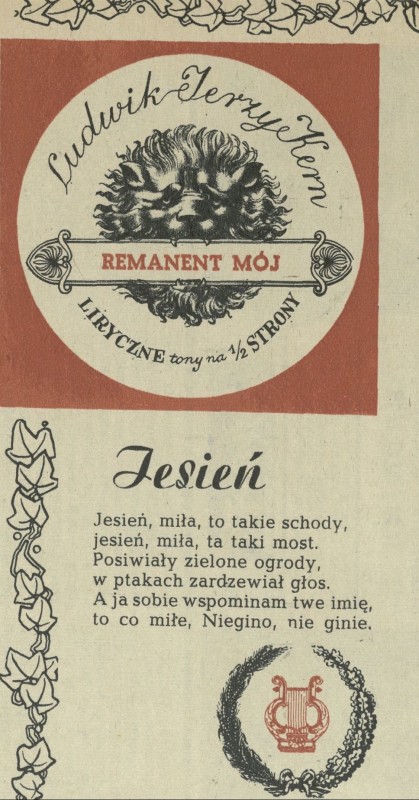 Ludwik Jerzy Kern
REMANENT MÓJ
LIRYCZNE tony na 1/2 STRONY
Jesień
Jesień, miła, to takie schody,
jesień, miła, ta taki most.
Posiwiały zielone ogrody,
w ptakach zardzewiał głos.
A ja sobie wspominam twe imię,
to co miłe, Niegino, nie ginie.